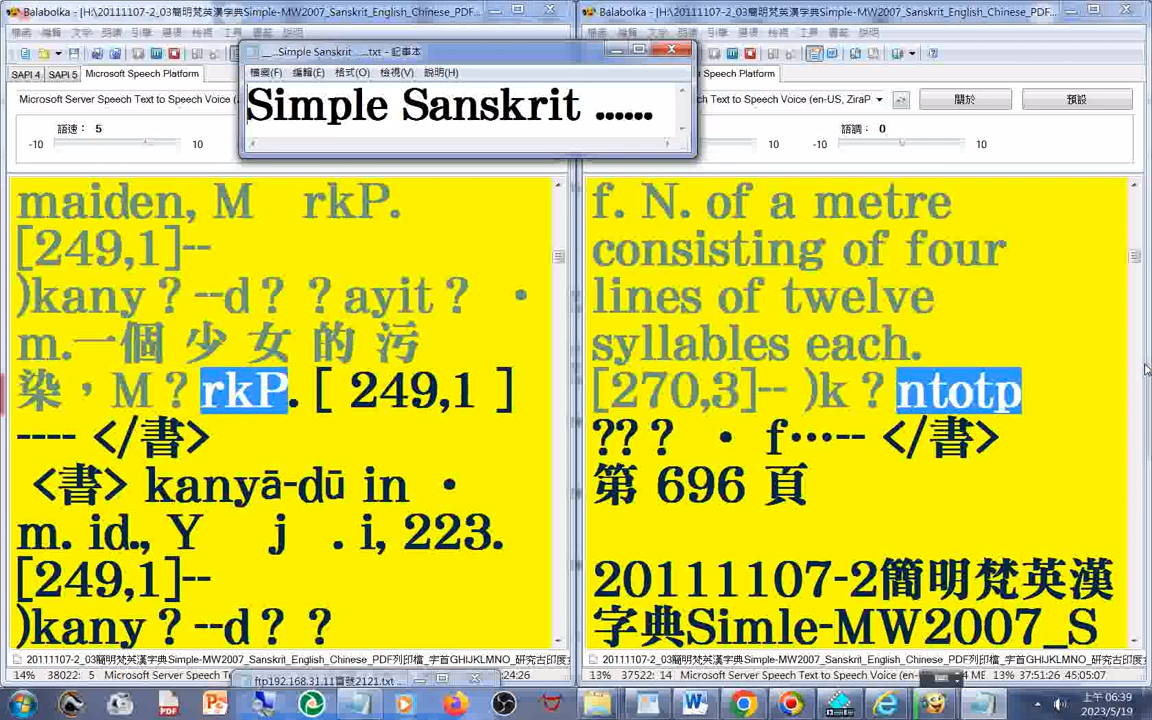 Balabolka - [H:\20111107-2_03簡明梵英漢字典Simple-MW2007_Sanskrit_English_Chinese_PDF...
Balabolka - [H:\20111107-2_03簡明梵英漢字典Simple-MW2007_Sanskrit_English_Chinese_PDF...
__...Simple Sanskrit ......txt - 記事本
檔案(F) 編輯(E) 格式(O) 檢視(V) 說明(H)
Simple Sanskrit ......
SAPI 4 SAPI 5 Microsoft Speech Platform
Speech Platform
Microsoft Server Speech Text to Speech Voice
Text to Speech Voice (en-US, ZiraP
關於
預設
語速： 5
-10
10
語調： 0
10
-10
10
maiden, M rkP.
[249,1]--
)kany？--d？？ayit？ •
m.一個 少 女 的 污
染，M？rkP. [ 249,1 ]
---- </書>
<書> kanyā-dū in •
m. id., Y j . i, 223.
[249,1]--
)kany？--d？？
f. N. of a metre
consisting of four
lines of twelve
syllables each.
[270,3]-- )k？ntotp
??？ • f…-- </書>
第 696 頁
20111107-2簡明梵英漢
字典Simle-MW2007_S
20111107-2_03簡明梵英漢字典Simple-MW2007_Sanskrit_English_Chinese_PDF列印檔_字首GHIJKLMNO_研究古印度
20111107-2_03簡明梵英漢字典Simple-MW2007_Sanskrit_English_Chinese_PDF列印檔_字首GHIJKLMNO_研究古印度
14% 38022: 5 Microsoft Server Speech Te
24:26
13% 37522: 14 Microsoft Server Speech Text to Speech Voice (en-
13% 37:51:26 45:05:07
ftp192.168.31.11賈號2121.txt
上午 06:39
2023/5/19